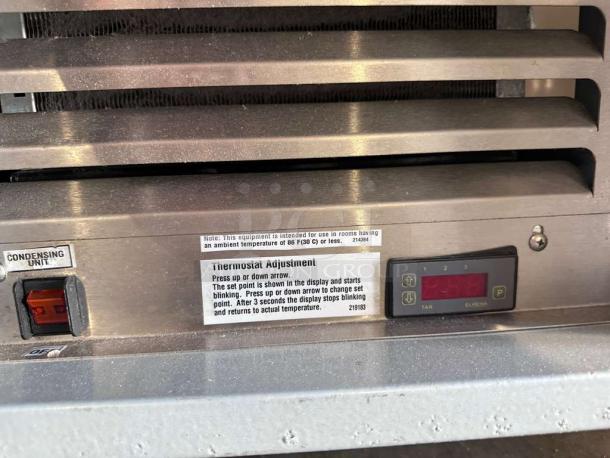 Note: This equipment is intended for use in rooms having
an ambient temperature of 86 F(30 C) or less. 214384
CONDENSING
UNIT
Thermostat Adjustment
Press up or down arrow.
The set point is shown in the display and starts
blinking. Press up or down arrow to change set
point. After 3 seconds the display stops blinking
and returns to actual temperature. 219183
1 2 3
P
GROUP